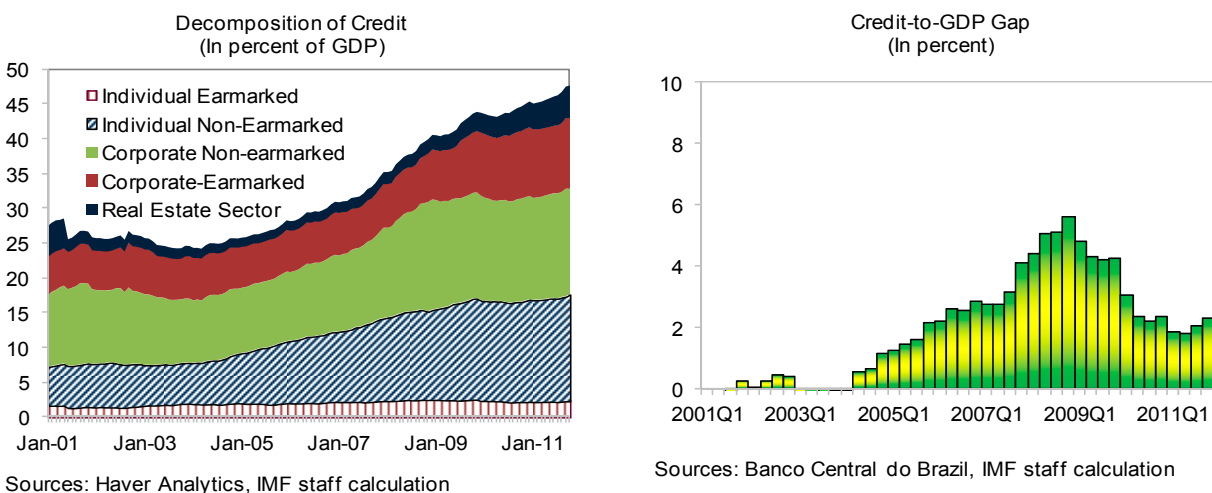 Decomposition of Credit
(In percent of GDP)
50
45
40
35
30
25
20
15
10
5
0
Individual Earmarked
Individual Non-Earmarked
Corporate Non-earmarked
Corporate-Earmarked
Real Estate Sector
Jan-01 Jan-03 Jan-05 Jan-07 Jan-09 Jan-11
Sources: Haver Analytics, IMF staff calculation
Credit-to-GDP Gap
(In percent)
10
8
6
4
2
0
2001Q1 2003Q1 2005Q1 2007Q1 2009Q1 2011Q1
Sources: Banco Central do Brazil, IMF staff calculation